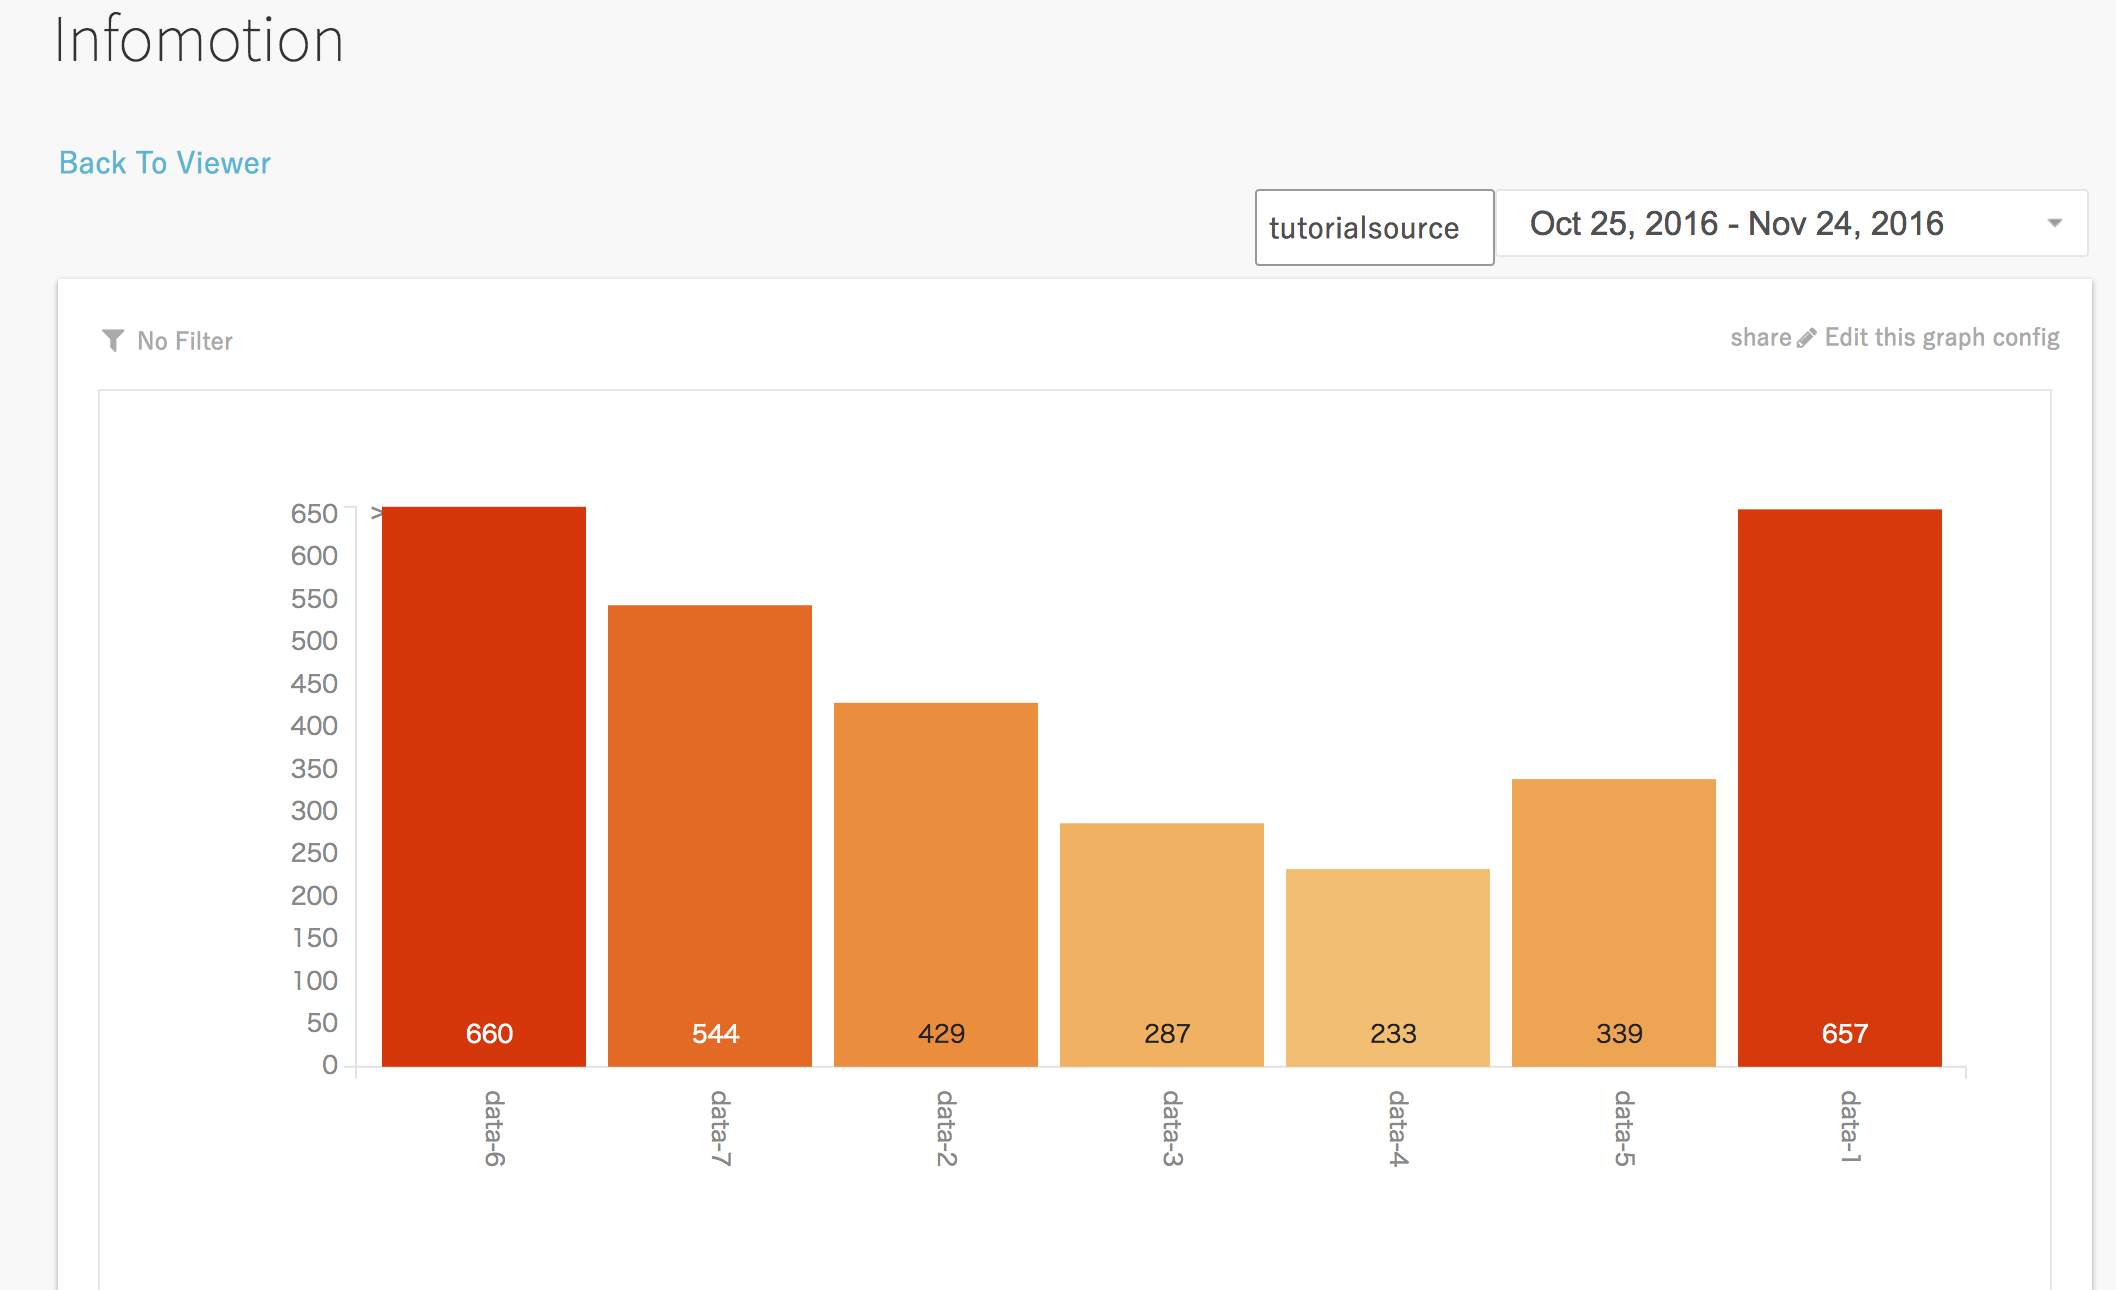 Infomotion
Back To Viewer
tutorialsource
Oct 25, 2016 - Nov 24, 2016
No Filter
share Edit this graph config
650
>
600
550
500
450
400
350
300
250
200
150
100
50
0
660 544 429 287 233 339 657
data-6 data-7 data-2 data-3 data-4 data-5 data-1